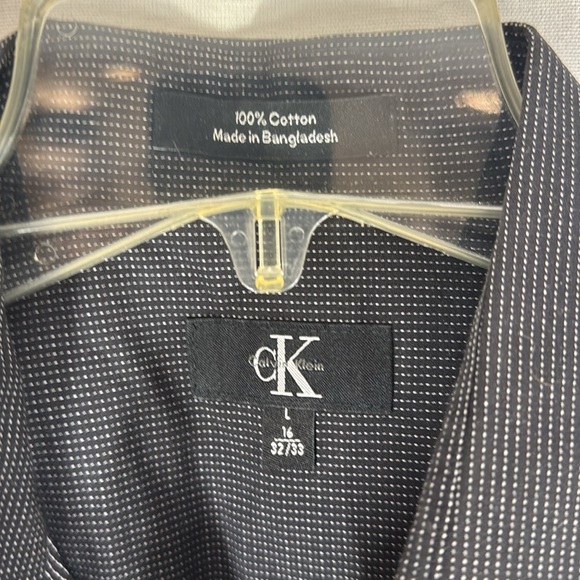 100% Cotton
Made in Bangladesh
cK
Calvin Klein
L
16
32/33